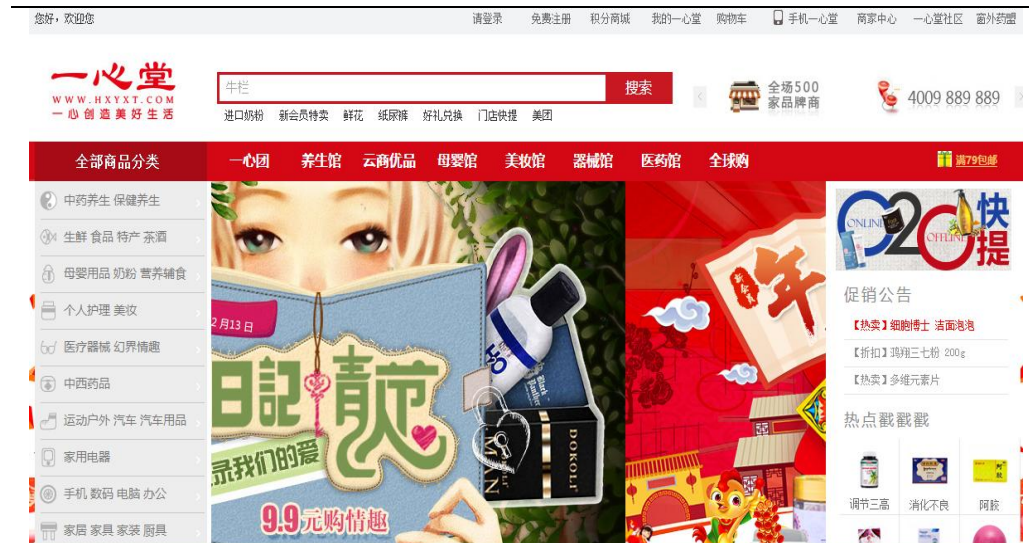 您好，欢迎您
请登录 免费注册 积分商城 我的一心堂 购物车 手机一心堂 商家中心 一心堂社区 窗外药盟
一心堂
WWW.HXYXT.COM
一心创造美好生活
牛栏
搜索
进口奶粉 新会员特卖 鲜花 纸尿裤 好礼兑换 门店快提 美团
全场500
家品牌商
4009 889 889
全部商品分类 一心团 养生馆 云商优品 母婴馆 美妆馆 器械馆 医药馆 全球购 满79包邮
中药养生 保健养生
生鲜 食品 特产 茶酒
母婴用品 奶粉 营养辅食
个人护理 美妆
医疗器械 幻界情趣
中西药品
运动户外 汽车 汽车用品
家用电器
手机 数码 电脑 办公
家居 家具 家装 厨具
2月13日
日記 青芯
录我们的爱
9.9元购情趣
DOKOLI
新会员
年
ONLINE
O2O
OFFLINE
快提
促销公告
【热卖】细胞博士 洁面泡泡
【折扣】鸿翔三七粉 200g
【热卖】多维元素片
热点戳戳戳
调节三高 消化不良 阿胶